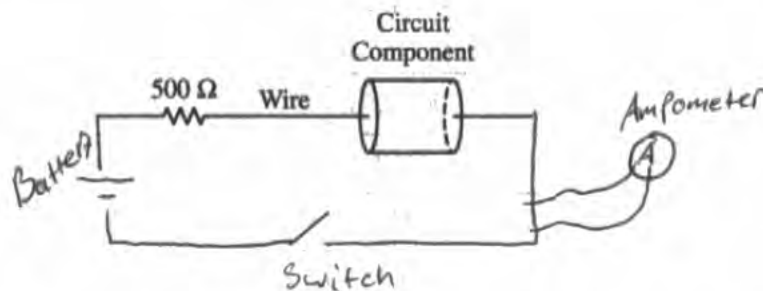 Circuit
Component
500 Ω
Wire
Ampometer
A
Battery
Switch